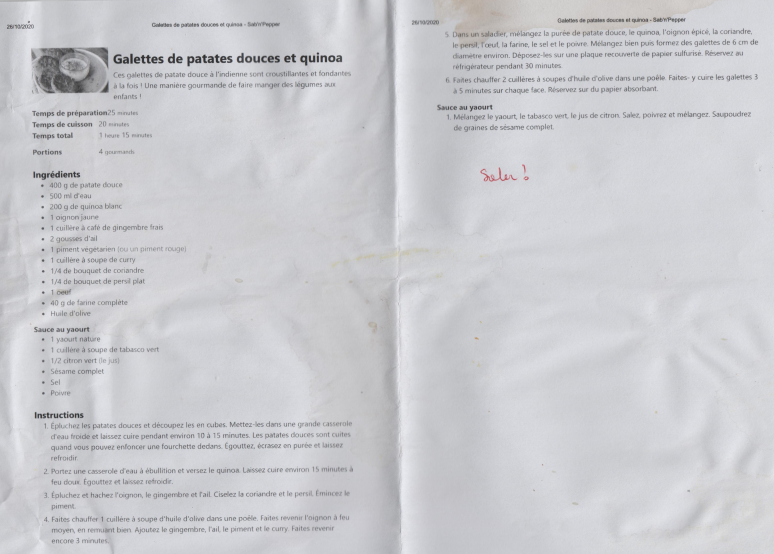 26/10/2020
Galettes de patates douces et quinoa - Salt'n'Pepper
Galettes de patates douces et quinoa
Ces galettes de patate douce à l'indienne sont croustillantes et fondantes
à la fois ! Une manière gourmande de faire manger des légumes aux
enfants !
Temps de préparation 25 minutes
Temps de cuisson 20 minutes
Temps total 1 heure 15 minutes
Portions 4 gourmands
Ingrédients
• 400 g de patate douce
• 500 ml d'eau
• 200 g de quinoa blanc
• 1 oignon jaune
• 1 cuillère à café de gingembre frais
• 2 gousses d'ail
• 1 piment végétarien (ou un piment rouge)
• 1 cuillère à soupe de curry
• 1/4 de bouquet de coriandre
• 1/4 de bouquet de persil plat
• 1 oeuf
• 40 g de farine complète
• Huile d'olive
Sauce au yaourt
• 1 yaourt nature
• 1 cuillère à soupe de tabasco vert
• 1/2 citron vert (le jus)
• Sésame complet
• Sel
• Poivre
Instructions
1. Épluchez les patates douces et découpez les en cubes. Mettez-les dans une grande casserole
d'eau froide et laissez cuire pendant environ 10 à 15 minutes. Les patates douces sont cuites
quand vous pouvez enfoncer une fourchette dedans. Égouttez, écrasez en purée et laissez
refroidir.
2. Portez une casserole d'eau à ébullition et versez le quinoa. Laissez cuire environ 15 minutes à
feu doux. Égouttez et laissez refroidir.
3. Épluchez et hachez l'oignon, le gingembre et l'ail. Ciselez la coriandre et le persil. Émincez le
piment.
4. Faites chauffer 1 cuillère à soupe d'huile d'olive dans une poêle. Faites revenir l'oignon à feu
moyen, en remuant bien. Ajoutez le gingembre, l'ail, le piment et le curry. Faites revenir
encore 3 minutes.
26/10/2020
Galettes de patates douces et quinoa - Salt'n'Pepper
5. Dans un saladier, mélangez la purée de patate douce, le quinoa, l'oignon épicé, la coriandre,
le persil, l'œuf, la farine, le sel et le poivre. Mélangez bien puis formez des galettes de 6 cm de
diamètre environ. Déposez-les sur une plaque recouverte de papier sulfurisé. Réservez au
réfrigérateur pendant 30 minutes.
6. Faites chauffer 2 cuillères à soupes d'huile d'olive dans une poêle. Faites- y cuire les galettes 3
à 5 minutes sur chaque face. Réservez sur du papier absorbant.
Sauce au yaourt
1. Mélangez le yaourt, le tabasco vert, le jus de citron. Salez, poivrez et mélangez. Saupoudrez
de graines de sésame complet.
Saler !